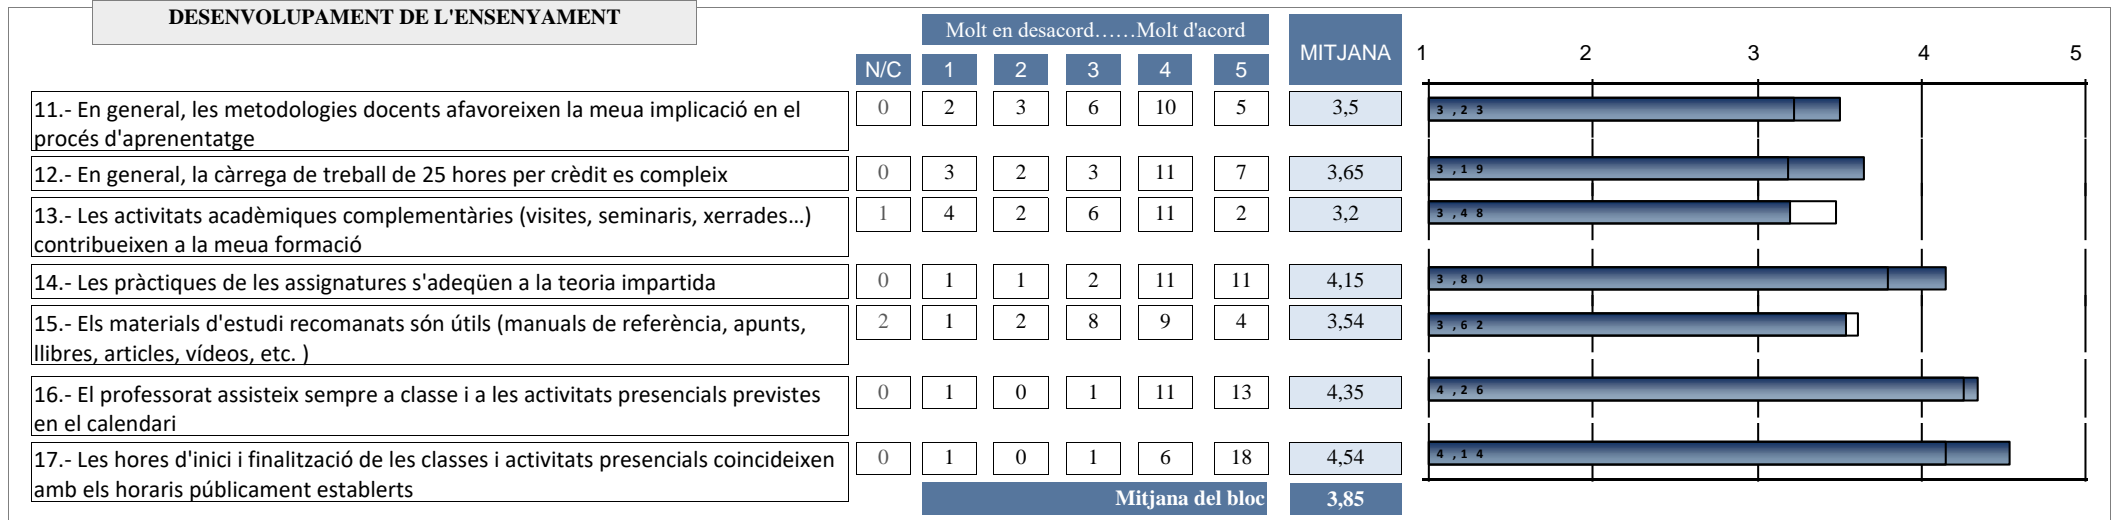 DESENVOLUPAMENT DE L'ENSENYAMENT
Molt en desacord……Molt d'acord
MITJANA
1 2 3 4 5
N/C 1 2 3 4 5
11.- En general, les metodologies docents afavoreixen la meua implicació en el
procés d'aprenentatge
0 2 3 6 10 5 3,5 3,23
12.- En general, la càrrega de treball de 25 hores per crèdit es compleix
0 3 2 3 11 7 3,65 3,19
13.- Les activitats acadèmiques complementàries (visites, seminaris, xerrades…)
contribueixen a la meua formació
1 4 2 6 11 2 3,2 3,48
14.- Les pràctiques de les assignatures s'adeqüen a la teoria impartida
0 1 1 2 11 11 4,15 3,80
15.- Els materials d'estudi recomanats són útils (manuals de referència, apunts,
llibres, articles, vídeos, etc. )
2 1 2 8 9 4 3,54 3,62
16.- El professorat assisteix sempre a classe i a les activitats presencials previstes
en el calendari
0 1 0 1 11 13 4,35 4,26
17.- Les hores d'inici i finalització de les classes i activitats presencials coincideixen
amb els horaris públicament establerts
0 1 0 1 6 18 4,54 4,14
Mitjana del bloc 3,85